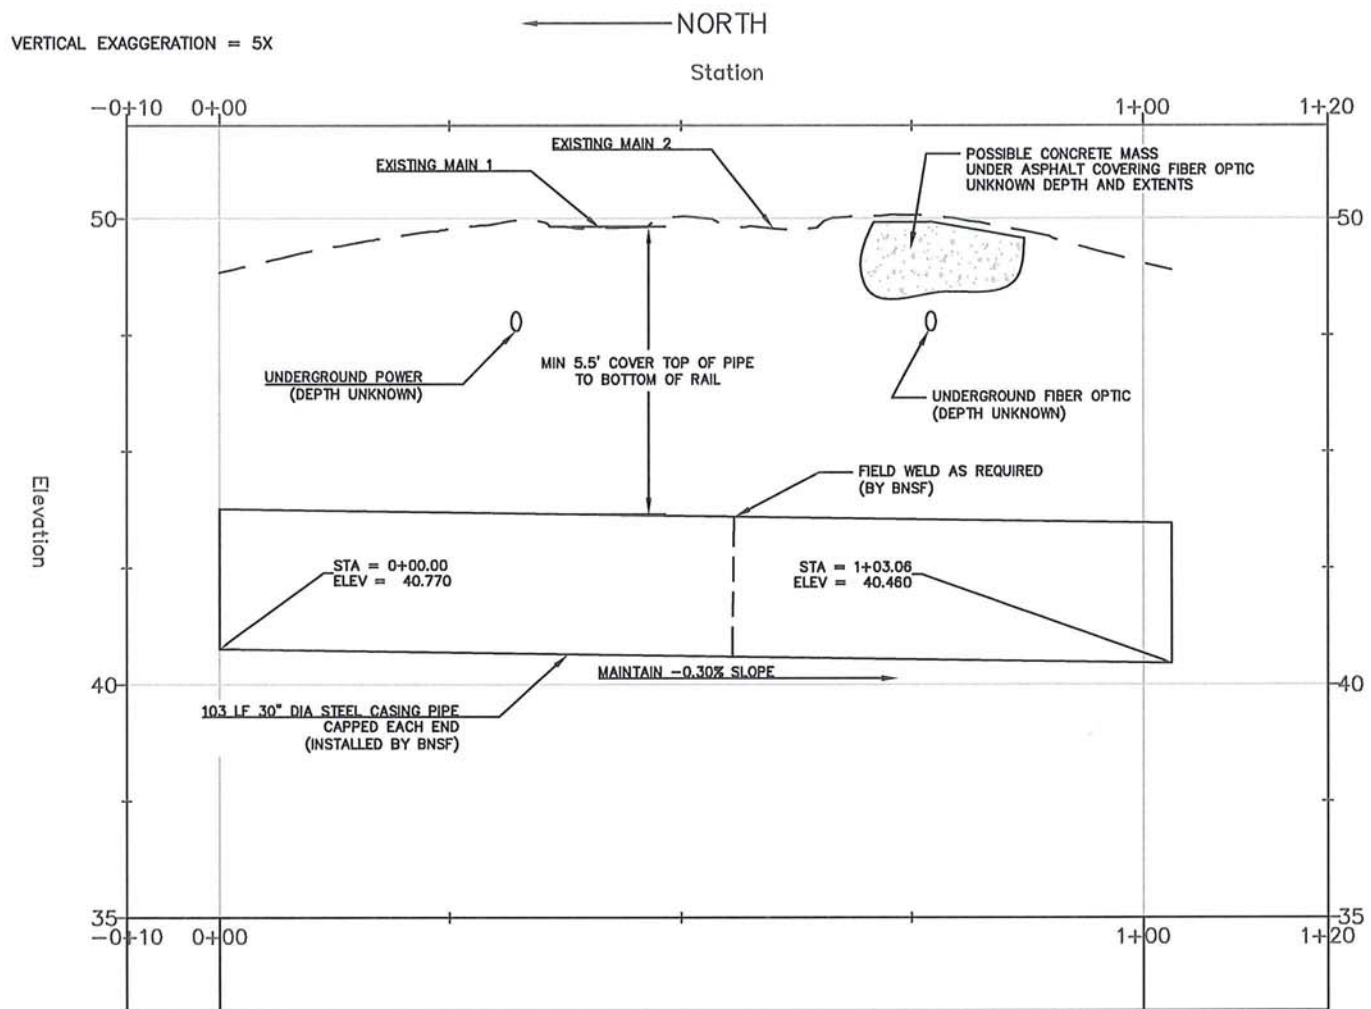 NORTH
VERTICAL EXAGGERATION = 5X
Station
-0+10 0+00 1+00 1+20
EXISTING MAIN 1
EXISTING MAIN 2
POSSIBLE CONCRETE MASS
UNDER ASPHALT COVERING FIBER OPTIC
UNKNOWN DEPTH AND EXTENTS
50 50
MIN 5.5' COVER TOP OF PIPE
TO BOTTOM OF RAIL
UNDERGROUND POWER
(DEPTH UNKNOWN)
UNDERGROUND FIBER OPTIC
(DEPTH UNKNOWN)
Elevation
FIELD WELD AS REQUIRED
(BY BNSF)
STA = 0+00.00
ELEV = 40.770
STA = 1+03.06
ELEV = 40.460
MAINTAIN -0.30% SLOPE
40 40
103 LF 30" DIA STEEL CASING PIPE
CAPPED EACH END
(INSTALLED BY BNSF)
35 35
-0+10 0+00 1+00 1+20